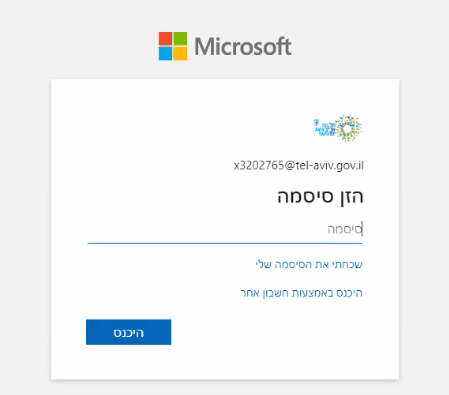 Microsoft
x3202765@tel-aviv.gov.il
הזן סיסמה
סיסמה
שכחתי את הסיסמה שלי
היכנס באמצעות חשבון אחר
היכנס